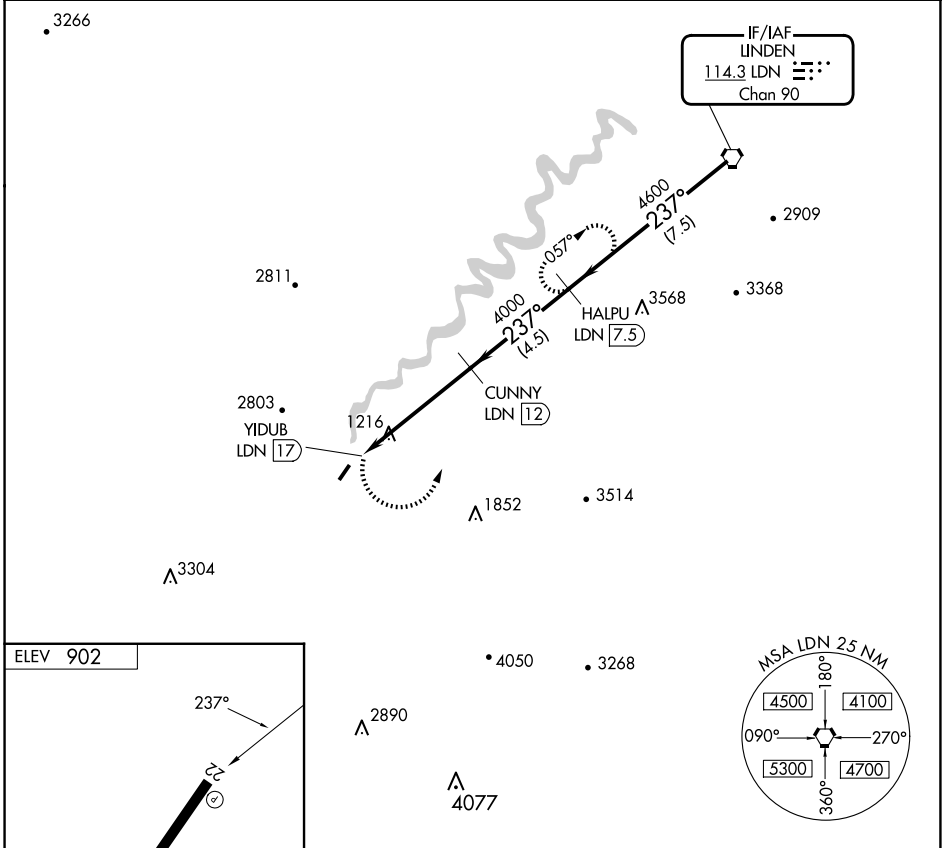 3266
IF/IAF
LINDEN
114.3 LDN
Chan 90
4600
237°
(7.5)
2909
057°
2811
3568
3368
HALPU
LDN 7.5
4000
237°
(4.5)
CUNNY
LDN 12
2803
1216
YIDUB
LDN 17
3514
1852
3304
ELEV 902
4050
3268
237°
22
2890
4077
MSA LDN 25 NM
180°
4500
4100
090°
270°
5300
4700
360°